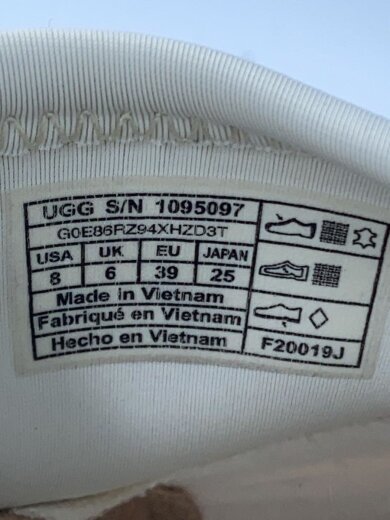 UGG S/N 1095097
G0E86RZ94XHZD3T
USA UK EU JAPAN
8 6 39 25
Made in Vietnam
Fabriqué en Vietnam
Hecho en Vietnam
F20019J